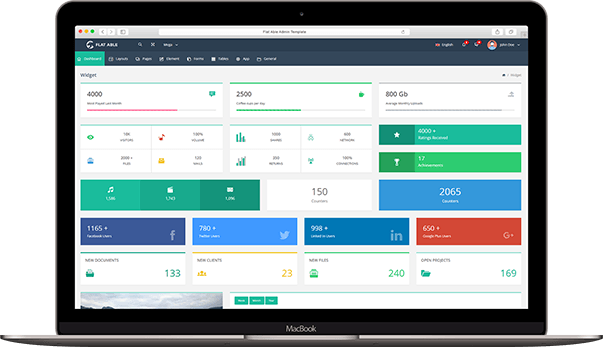 Flat Able Admin Template
FLAT ABLE
Mega
English
John Doe
Dashboard
Layouts
Pages
Element
Forms
Tables
App
General
Widget
Widget
4000
Most Played Last Month
2500
Coffee cups per day
800 Gb
Average Monthly Uploads
10K
VISITORS
100%
VOLUME
2000 +
FILES
120
MAILS
1000
SHARES
600
NETWORK
350
RETURNS
100%
CONNECTIONS
4000 +
Ratings Received
17
Achievements
1,586
1,743
1,096
150
Counters
2065
Counters
1165 +
Facebook Users
780 +
Twitter Users
998 +
Linked In Users
650 +
Google Plus Users
NEW DOCUMENTS
133
NEW CLIENTS
23
NEW FILES
240
OPEN PROJECTS
169
MacBook